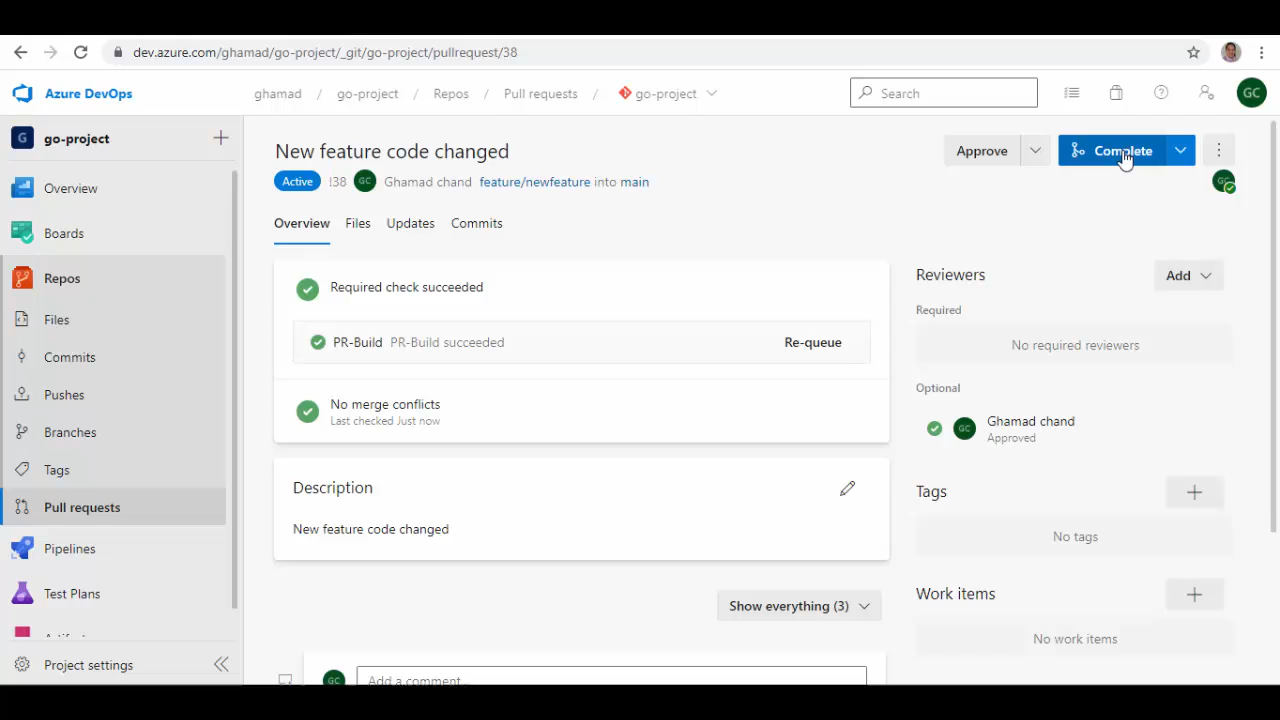 dev.azure.com/ghamad/go-project/_git/go-project/pullrequest/38
Azure DevOps
ghamad / go-project / Repos / Pull requests / go-project
Search
GC
G go-project
Overview
Boards
Repos
Files
Commits
Pushes
Branches
Tags
Pull requests
Pipelines
Test Plans
Project settings
New feature code changed
Approve
Complete
Active !38 GC Ghamad chand feature/newfeature into main
GC
Overview Files Updates Commits
Required check succeeded
PR-Build PR-Build succeeded Re-queue
No merge conflicts
Last checked Just now
Description
New feature code changed
Show everything (3)
GC Add a comment...
Reviewers Add
Required
No required reviewers
Optional
GC Ghamad chand
Approved
Tags
No tags
Work items
No work items